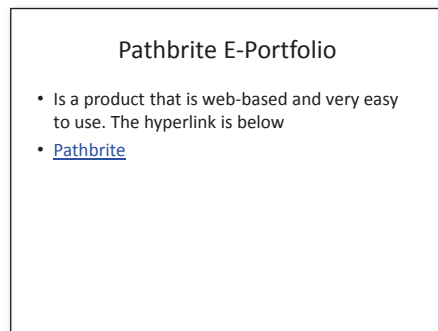 Pathbrite E-Portfolio
• Is a product that is web-based and very easy
to use. The hyperlink is below
• Pathbrite